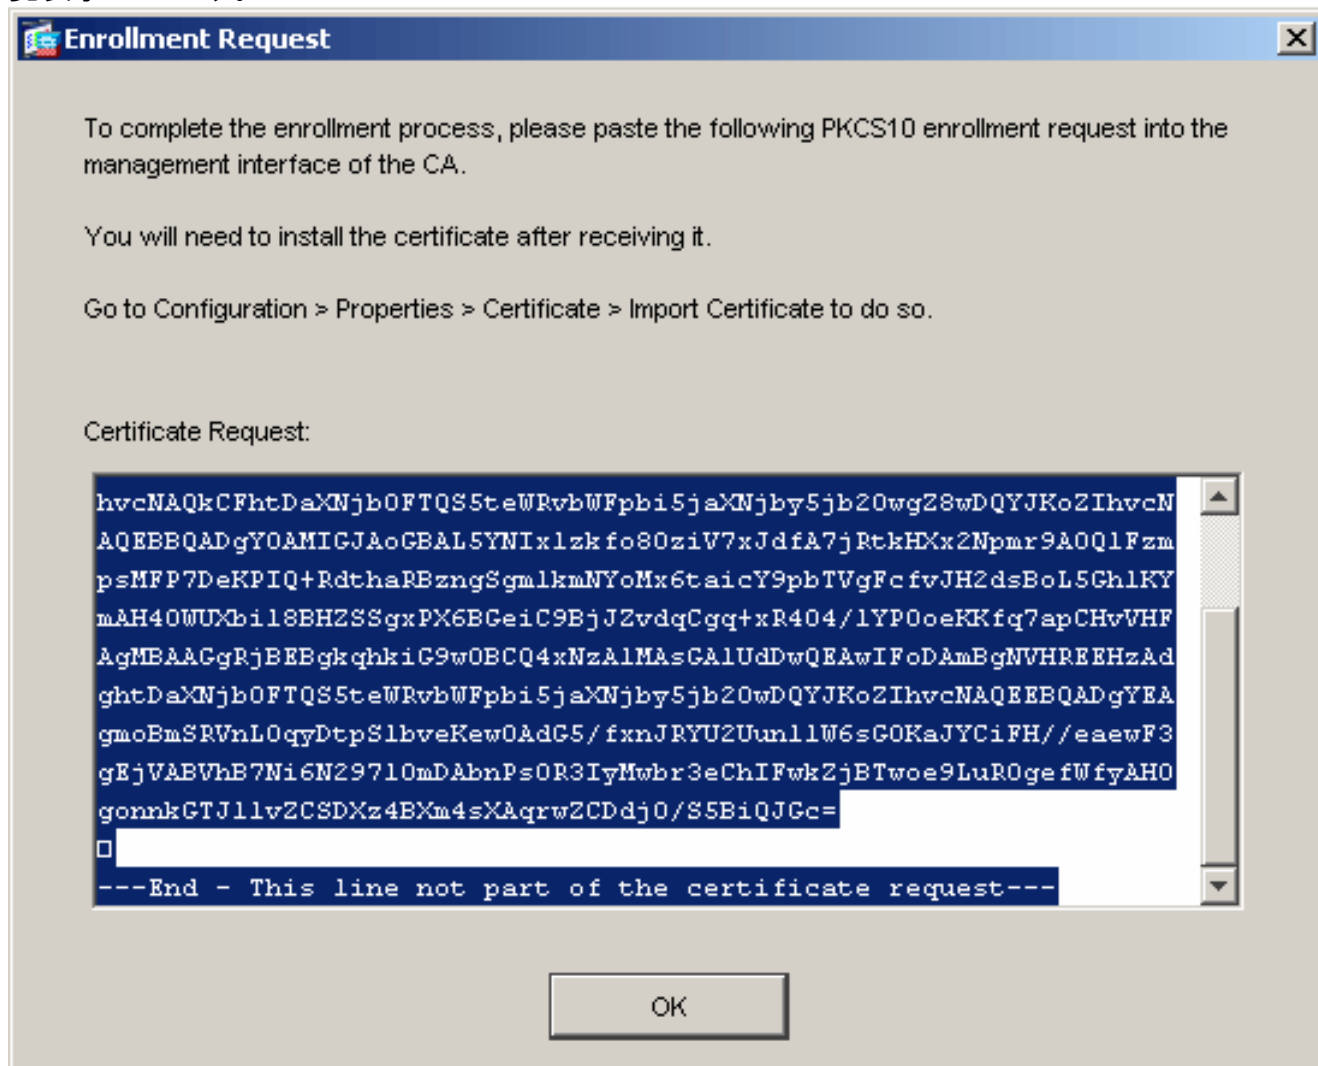 Enrollment Request
To complete the enrollment process, please paste the following PKCS10 enrollment request into the
management interface of the CA.
You will need to install the certificate after receiving it.
Go to Configuration > Properties > Certificate > Import Certificate to do so.
Certificate Request:
hvcNAQkCFhtDaXNjb0FTQS5teWRvbWFpbi5jaXNjby5jb20wgZ8wDQYJKoZIhvcN
AQEBBQADgY0AMIGJAoGBAL5YNIxlzkfo80ziV7xJdfA7jRtkHXx2Npmr9A0QlFzm
psMFP7DeKPIQ+RdthaRBzngSgmlkmNYoMx6taicY9pbTVgFcfvJH2dsBoL5GhlKY
mAH40WUXbil8BHZSSgxPX6BGeiC9BjJZvdqCgq+xR404/lYP0oeKKfq7apCHvVHF
AgMBAAGgRjBEBgkqhkiG9w0BCQ4xNzA1MAsGA1UdDwQEAwIFoDAmBgNVHREEHzAd
ghtDaXNjb0FTQS5teWRvbWFpbi5jaXNjby5jb20wDQYJKoZIhvcNAQEEBQADgYEA
gmoBmSRVnL0qyDtpSlbveKew0AdG5/fxnJRYU2UunllW6sG0KaJYCiFH//eaewF3
gEjVABVhB7Ni6N297l0mDAbnPs0R3IyMwbr3eChIFwkZjBTwoe9LuR0gefWfyAH0
gonnkGTJllvZCSDXz4BXm4sXAqrwZCDdj0/S5BiQJGc=
---End - This line not part of the certificate request---
OK